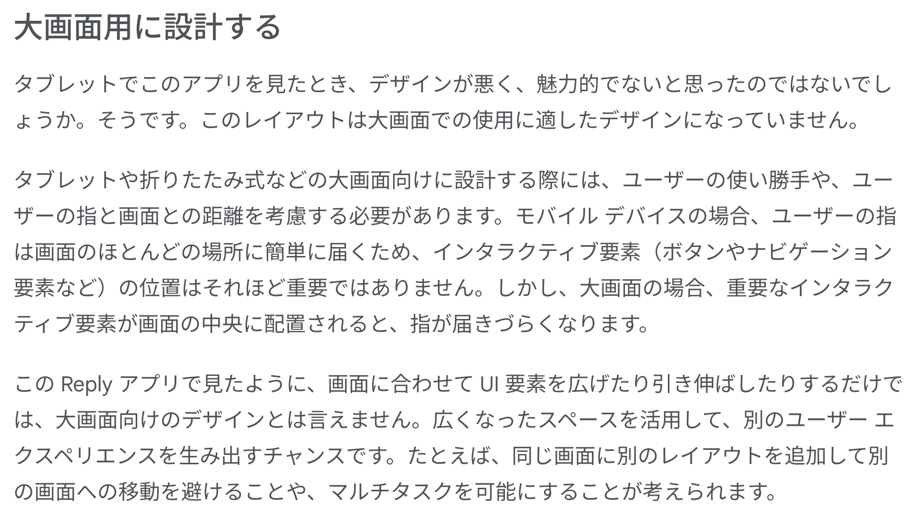 大画面用に設計する
タブレットでこのアプリを見たとき、デザインが悪く、魅力的でないと思ったのではないでし
ょうか。そうです。このレイアウトは大画面での使用に適したデザインになっていません。
タブレットや折りたたみ式などの大画面向けに設計する際には、ユーザーの使い勝手や、ユー
ザーの指と画面との距離を考慮する必要があります。モバイル デバイスの場合、ユーザーの指
は画面のほとんどの場所に簡単に届くため、インタラクティブ要素（ボタンやナビゲーション
要素など）の位置はそれほど重要ではありません。しかし、大画面の場合、重要なインタラク
ティブ要素が画面の中央に配置されると、指が届きづらくなります。
この Reply アプリで見たように、画面に合わせて UI 要素を広げたり引き伸ばしたりするだけで
は、大画面向けのデザインとは言えません。広くなったスペースを活用して、別のユーザー エ
クスペリエンスを生み出すチャンスです。たとえば、同じ画面に別のレイアウトを追加して別
の画面への移動を避けることや、マルチタスクを可能にすることが考えられます。